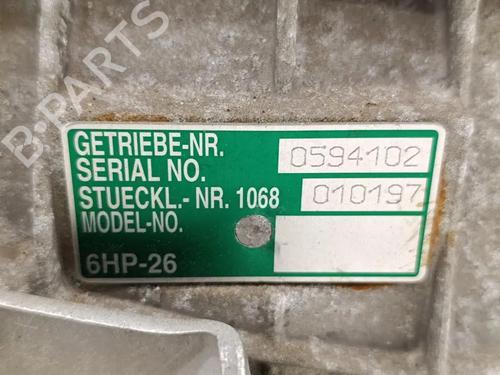 B-PARTS
GETRIEBE-NR. 0594102
SERIAL NO.
STUECKL.- NR. 1068 010197
MODEL-NO.
6HP-26